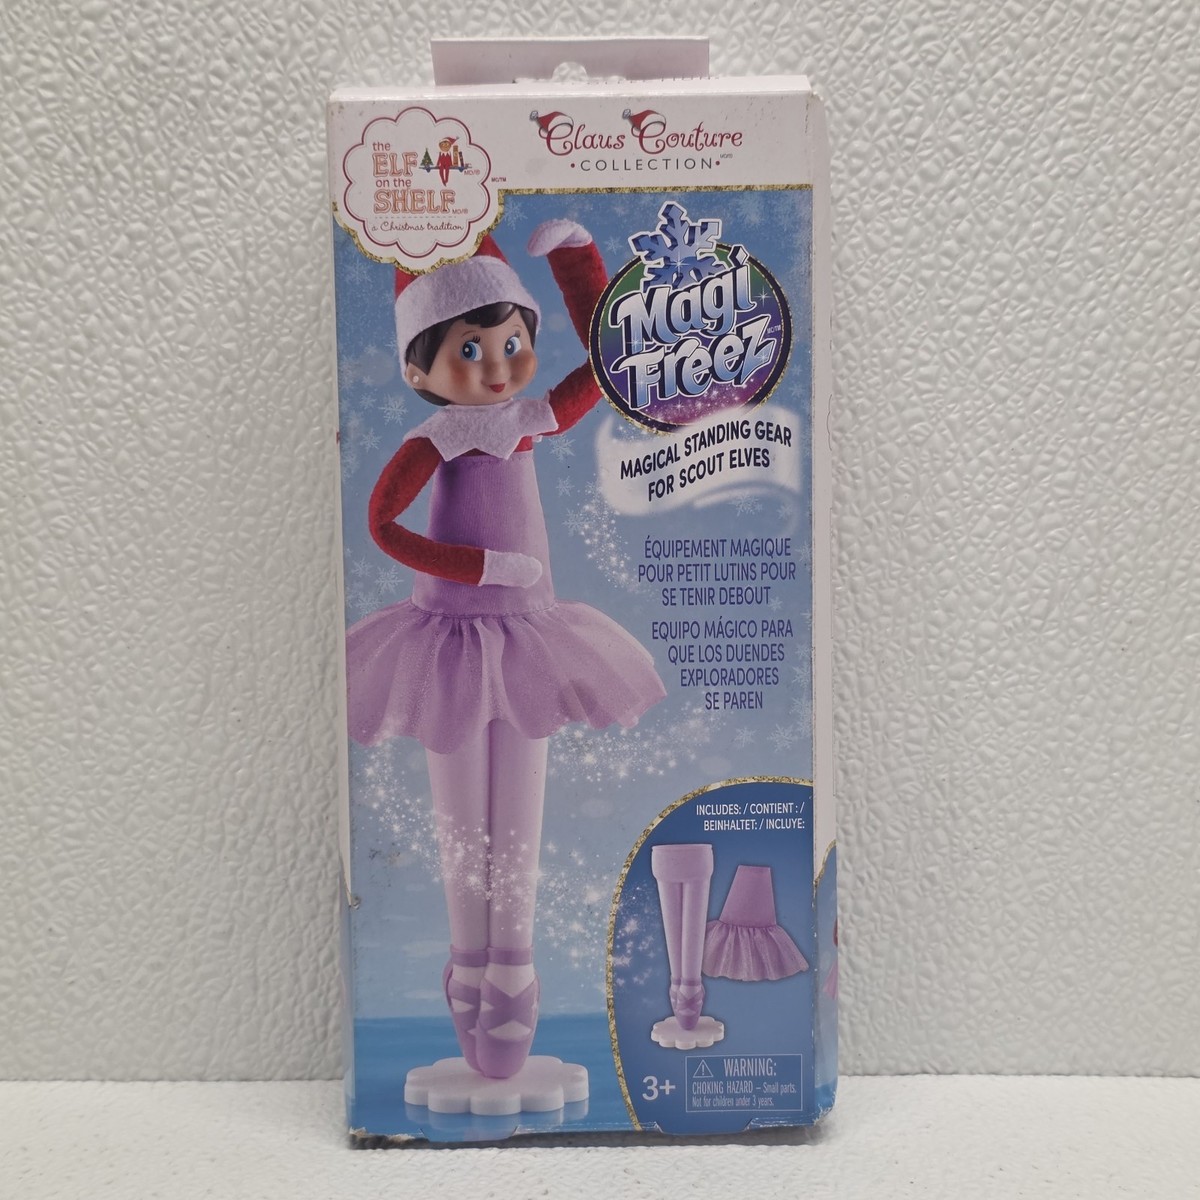 the
ELF
on the
SHELF
a Christmas tradition
Claus Couture
• COLLECTION •
Magi
Freez
MAGICAL STANDING GEAR
FOR SCOUT ELVES
ÉQUIPEMENT MAGIQUE
POUR PETIT LUTINS POUR
SE TENIR DEBOUT
EQUIPO MÁGICO PARA
QUE LOS DUENDES
EXPLORADORES
SE PAREN
INCLUDES: / CONTIENT : /
BEINHALTET: / INCLUYE:
3+
WARNING:
CHOKING HAZARD – Small parts.
Not for children under 3 years.